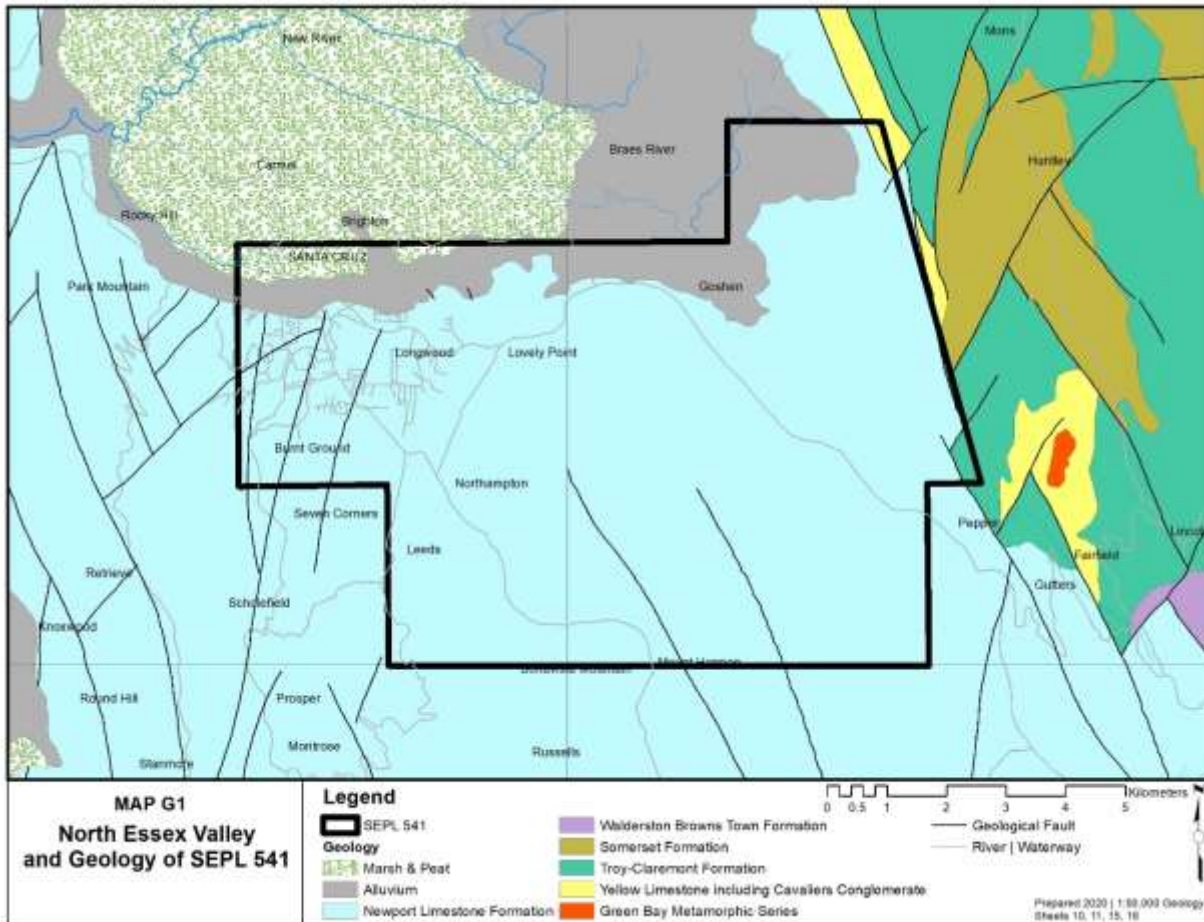 New River
Mons
Braes River
Huntley
Carmel
Rocky Hill
Brighton
SANTA CRUZ
Park Mountain
Goshen
Longwood
Lovely Point
Burnt Ground
Northampton
Seven Corners
Pepper
Lincoln
Leeds
Fairfield
Retrieve
Gutters
Scholefield
Knoxwood
Mount Hermon
Round Hill
Prosper
Montrose
Russells
Stanmore
MAP G1
North Essex Valley
and Geology of SEPL 541
Legend
SEPL 541
Geology
Marsh & Peat
Alluvium
Newport Limestone Formation
Walderston Browns Town Formation
Somerset Formation
Troy-Claremont Formation
Yellow Limestone including Cavaliers Conglomerate
Green Bay Metamorphic Series
Kilometers
0 0.5 1 2 3 4 5
Geological Fault
River | Waterway
Prepared 2020 | 1:50,000 Geology
Sheets 10, 11, 15,